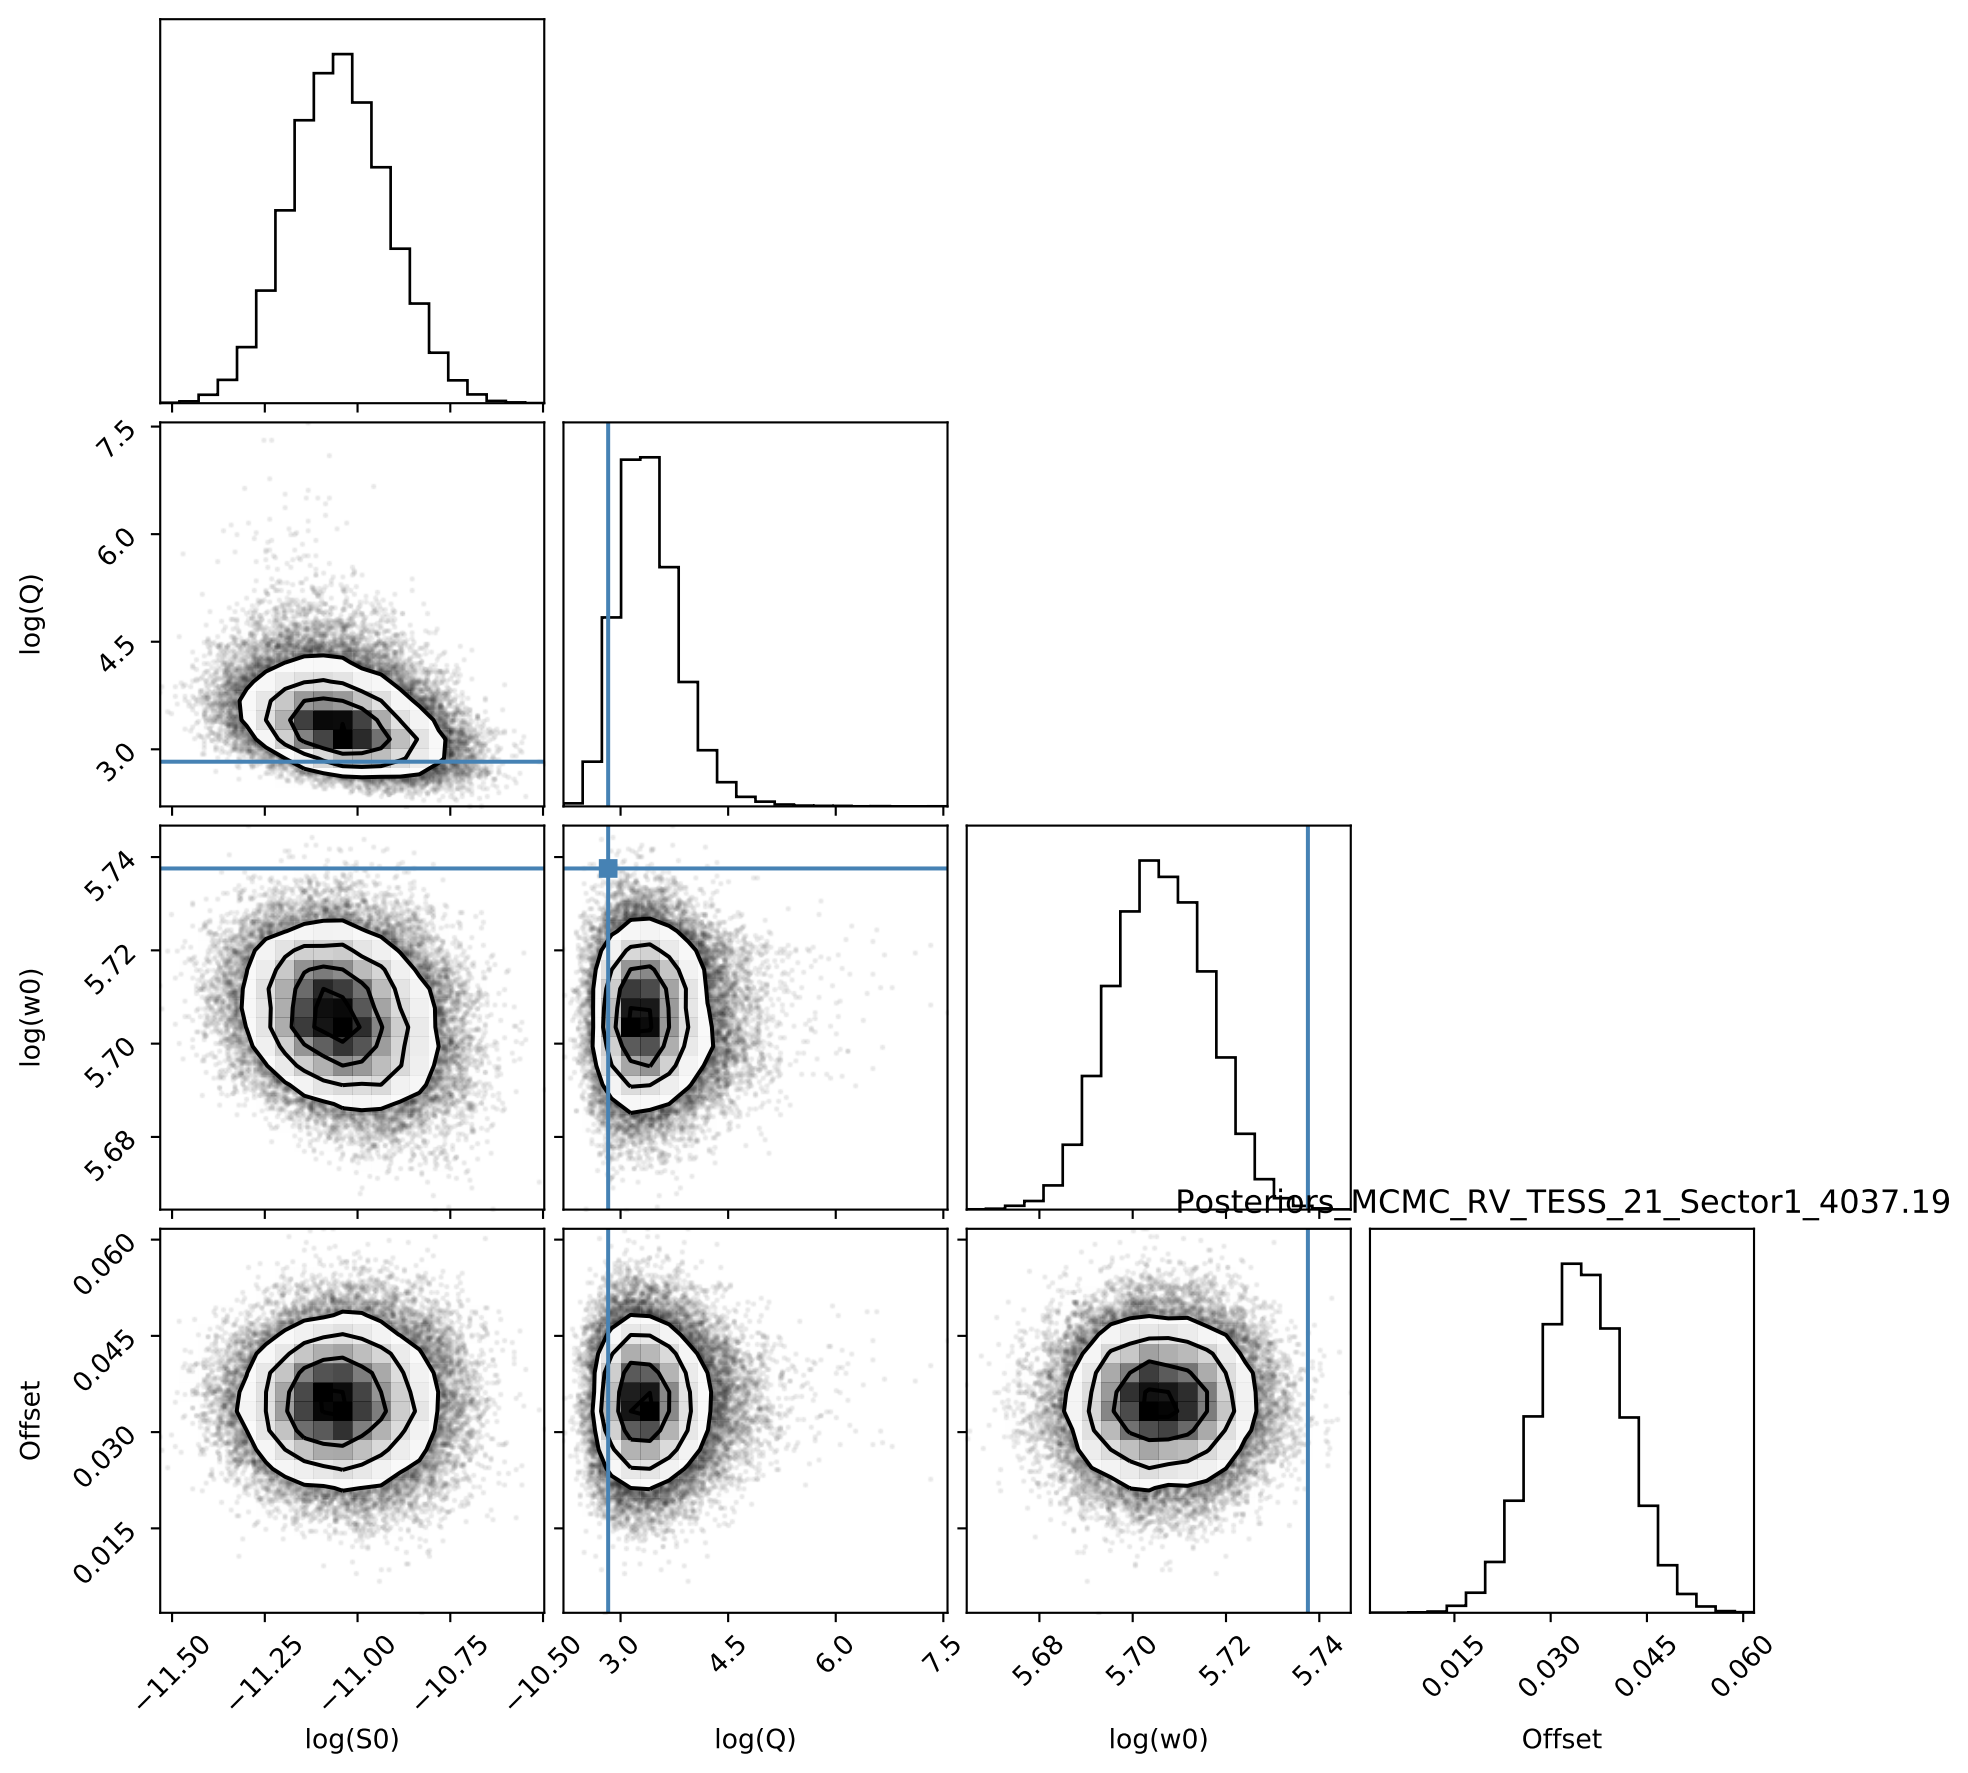 7.5
6.0
4.5
3.0
log(Q)
5.74
5.72
5.70
5.68
log(w0)
Posteriors_MCMC_RV_TESS_21_Sector1_4037.19
0.060
0.045
0.030
0.015
Offset
−11.50 −11.25 −11.00 −10.75 −10.50
3.0 4.5 6.0 7.5
5.68 5.70 5.72 5.74
0.015 0.030 0.045 0.060
log(S0)
log(Q)
log(w0)
Offset